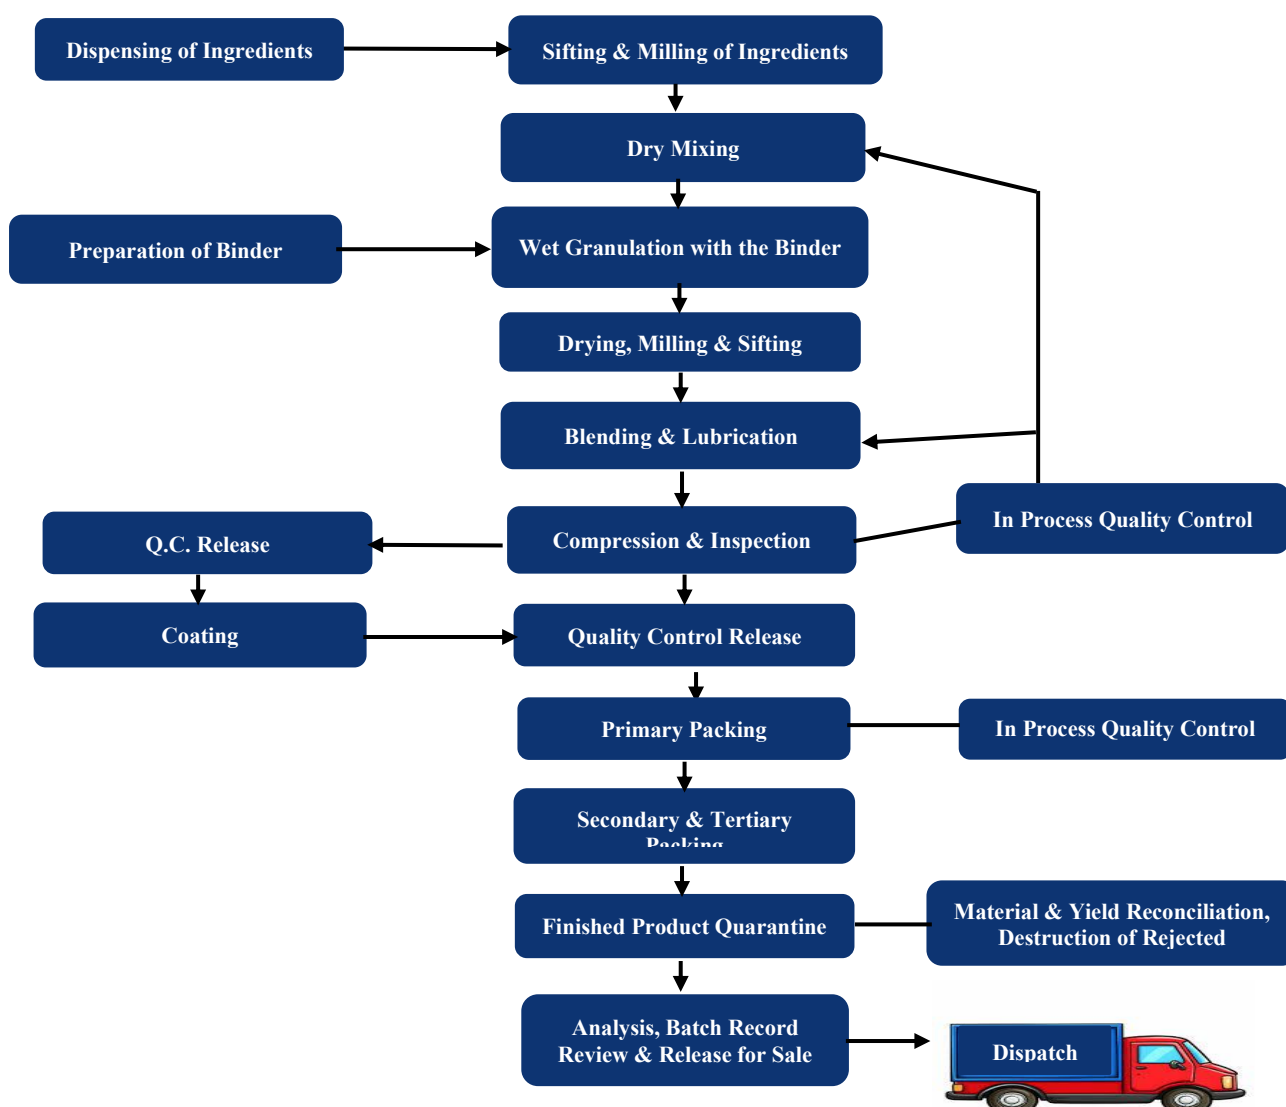 Dispensing of Ingredients
Sifting & Milling of Ingredients
Dry Mixing
Preparation of Binder
Wet Granulation with the Binder
Drying, Milling & Sifting
Blending & Lubrication
In Process Quality Control
Q.C. Release
Compression & Inspection
Coating
Quality Control Release
Primary Packing
In Process Quality Control
Secondary & Tertiary
Packing
Finished Product Quarantine
Material & Yield Reconciliation,
Destruction of Rejected
Analysis, Batch Record
Review & Release for Sale
Dispatch